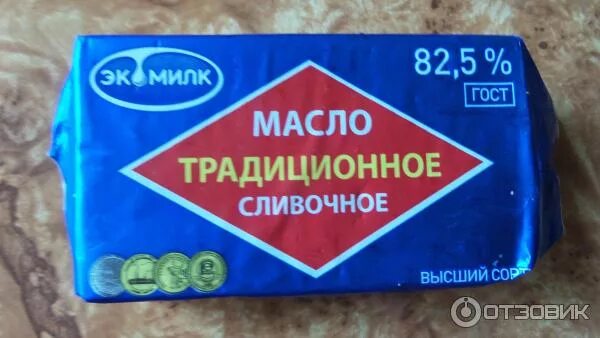 ЭКОМИЛК
82,5 %
ГОСТ
МАСЛО
ТРАДИЦИОННОЕ
СЛИВОЧНОЕ
ВЫСШИЙ СОРТ
ОТЗОВИК